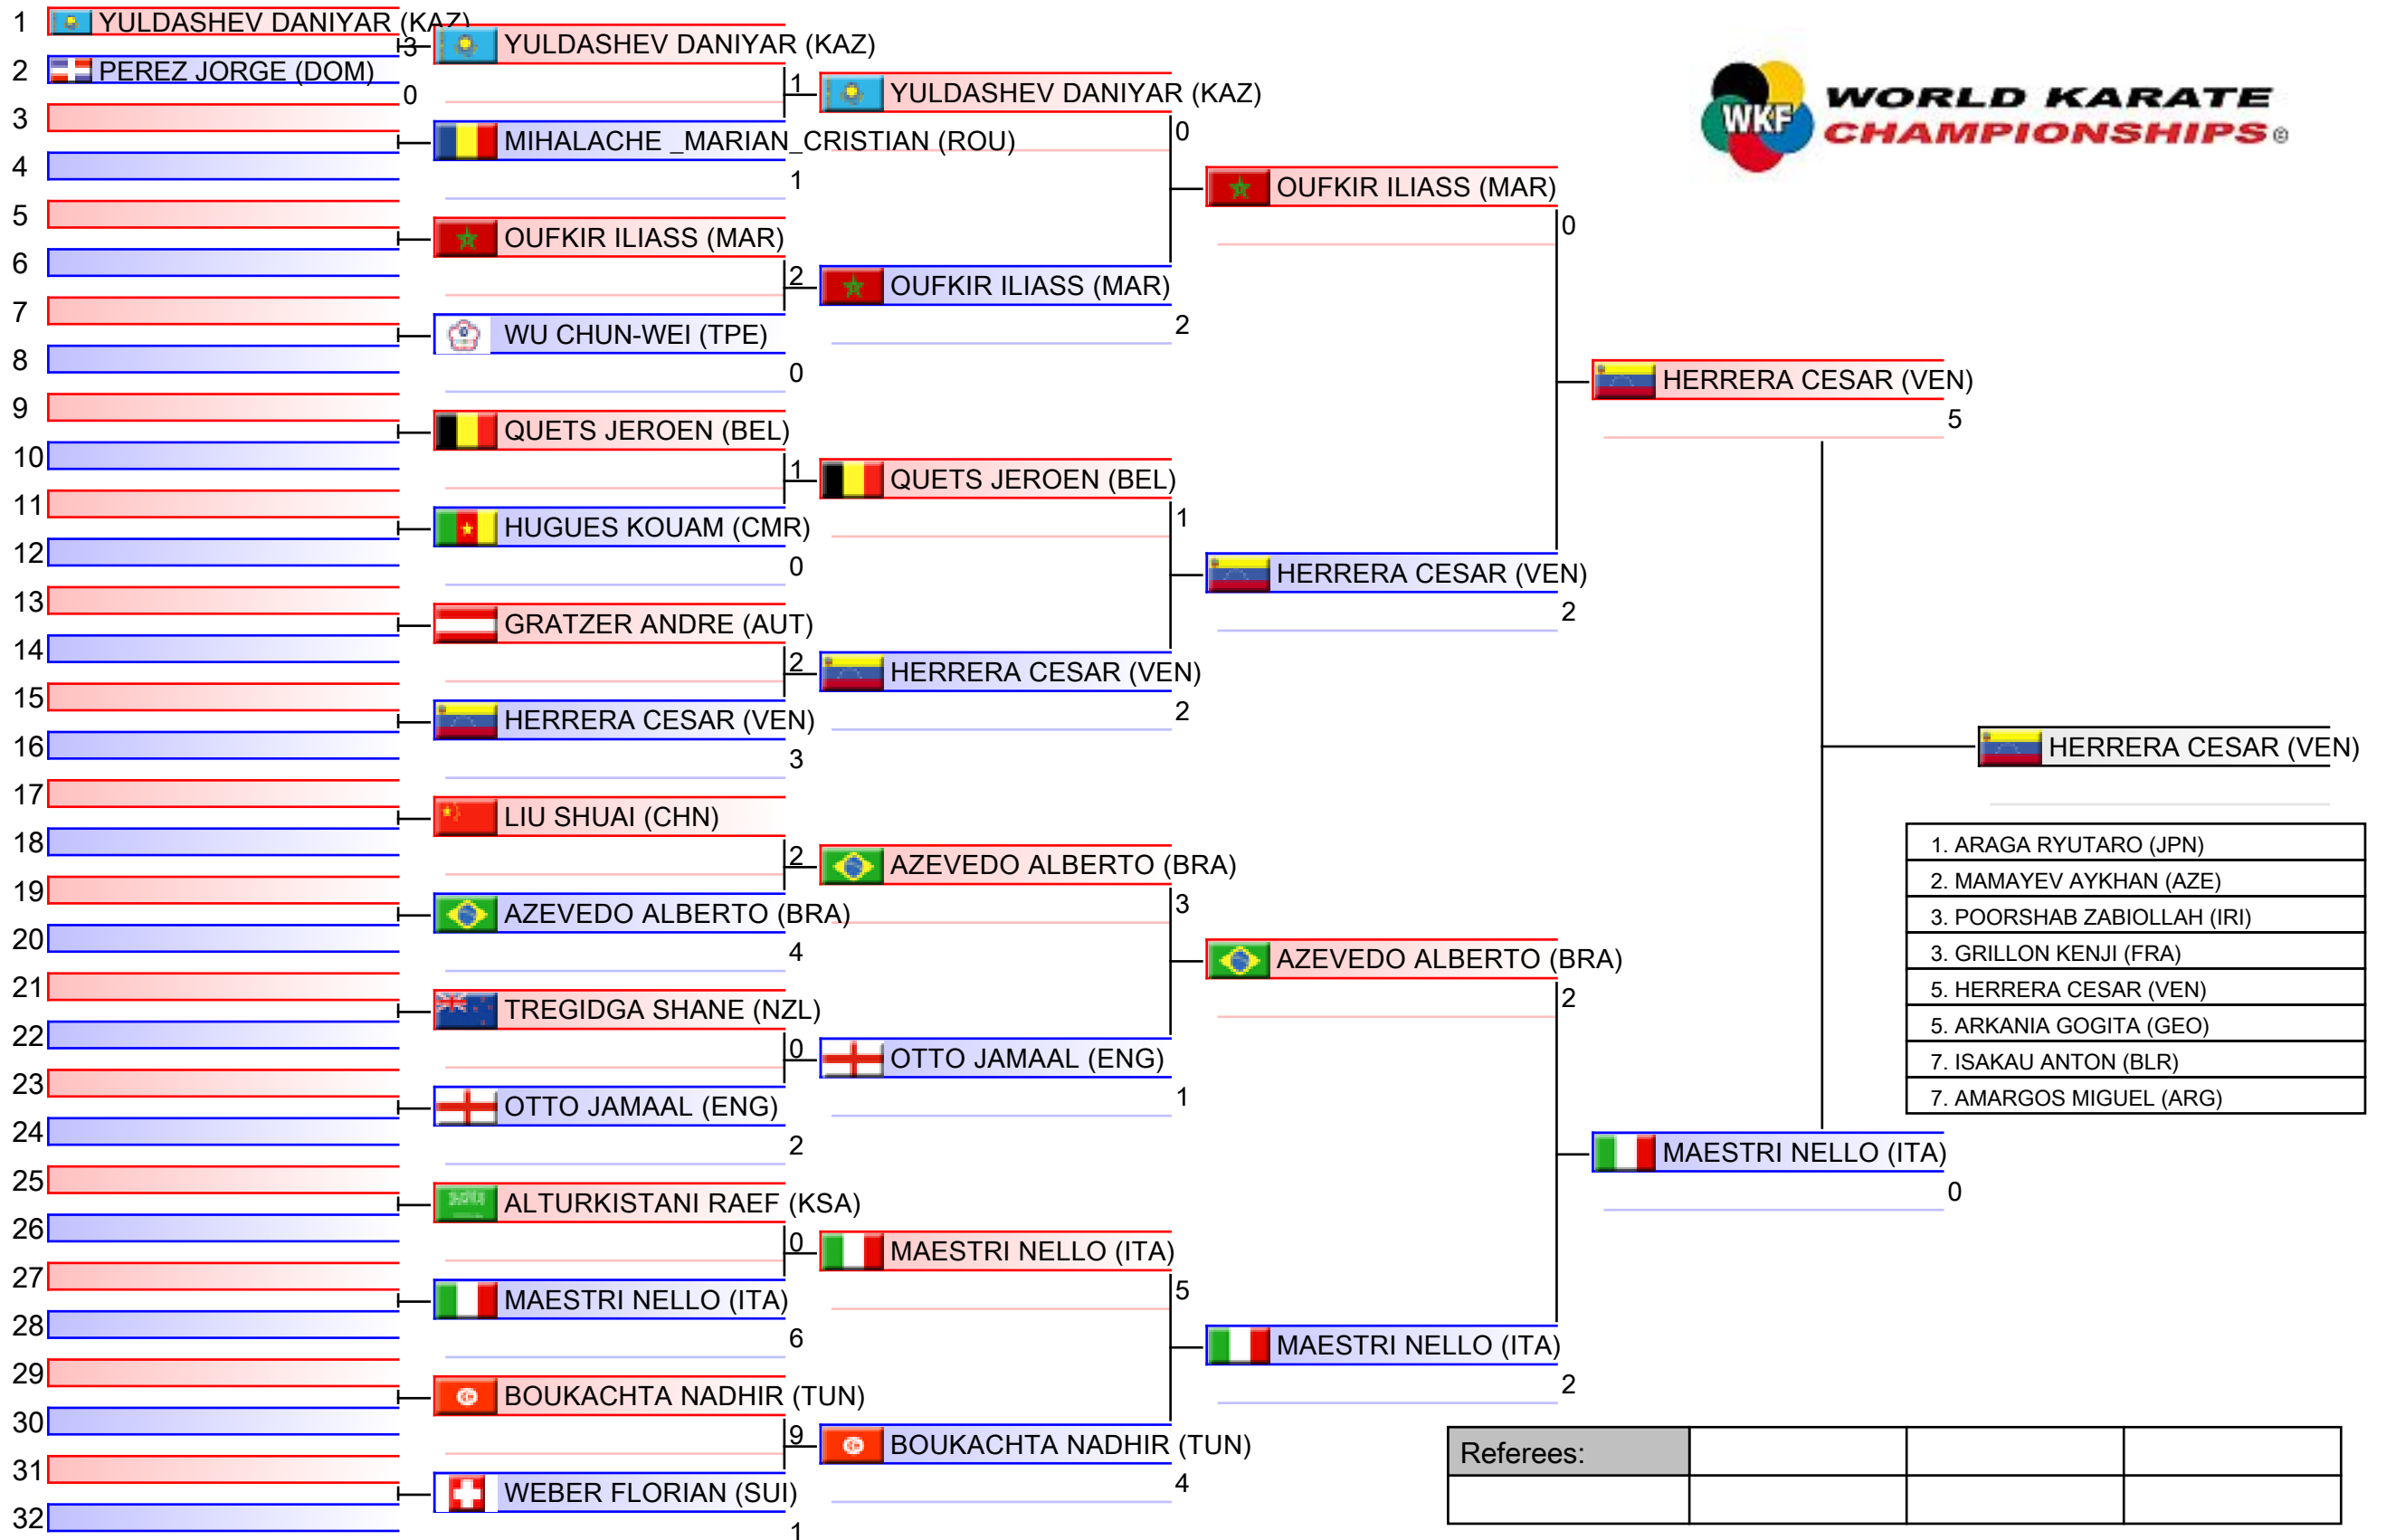 1 YULDASHEV DANIYAR (KAZ)
3
2 PEREZ JORGE (DOM)
0
3
4
5
6
7
8
9
10
11
12
13
14
15
16
17
18
19
20
21
22
23
24
25
26
27
28
29
30
31
32
YULDASHEV DANIYAR (KAZ)
1
MIHALACHE _MARIAN_CRISTIAN (ROU)
1
OUFKIR ILIASS (MAR)
2
WU CHUN-WEI (TPE)
0
QUETS JEROEN (BEL)
1
HUGUES KOUAM (CMR)
0
GRATZER ANDRE (AUT)
2
HERRERA CESAR (VEN)
3
LIU SHUAI (CHN)
2
AZEVEDO ALBERTO (BRA)
4
TREGIDGA SHANE (NZL)
0
OTTO JAMAAL (ENG)
2
ALTURKISTANI RAEF (KSA)
0
MAESTRI NELLO (ITA)
6
BOUKACHTA NADHIR (TUN)
9
WEBER FLORIAN (SUI)
1
YULDASHEV DANIYAR (KAZ)
0
OUFKIR ILIASS (MAR)
2
QUETS JEROEN (BEL)
1
HERRERA CESAR (VEN)
2
AZEVEDO ALBERTO (BRA)
3
OTTO JAMAAL (ENG)
1
MAESTRI NELLO (ITA)
5
BOUKACHTA NADHIR (TUN)
4
OUFKIR ILIASS (MAR)
0
HERRERA CESAR (VEN)
2
AZEVEDO ALBERTO (BRA)
2
MAESTRI NELLO (ITA)
2
HERRERA CESAR (VEN)
5
MAESTRI NELLO (ITA)
0
WKF
WORLD KARATE
CHAMPIONSHIPS ®
HERRERA CESAR (VEN)
1. ARAGA RYUTARO (JPN)
2. MAMAYEV AYKHAN (AZE)
3. POORSHAB ZABIOLLAH (IRI)
3. GRILLON KENJI (FRA)
5. HERRERA CESAR (VEN)
5. ARKANIA GOGITA (GEO)
7. ISAKAU ANTON (BLR)
7. AMARGOS MIGUEL (ARG)
Referees: